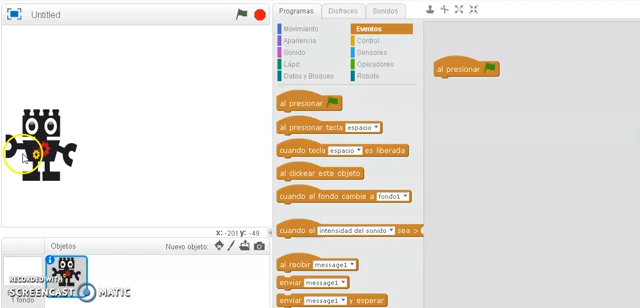 Untitled
Programas Disfraces Sonidos
Movimiento Eventos
Apariencia Control
Sonido Sensores
Lápiz Operadores
Datos y Bloques Robots
al presionar
al presionar tecla espacio
cuando tecla espacio es liberada
al clickear este objeto
cuando el fondo cambie a fondo1
cuando el intensidad del sonido sea >
al recibir message1
enviar message1
enviar message1 y esperar
al presionar
x: -201 y: -49
Objetos Nuevo objeto:
1 fondo
RECORDED WITH
SCREENCAST MATIC